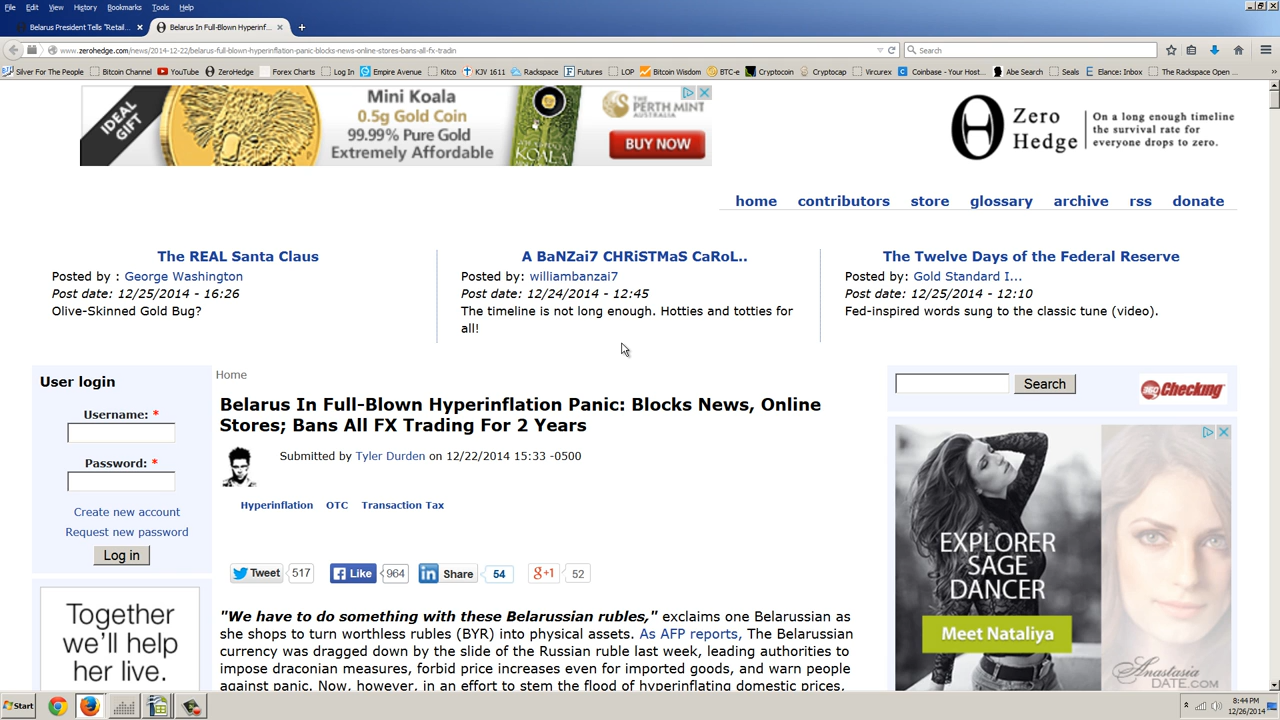 File Edit View History Bookmarks Tools Help
Belarus President Tells "Retail... × Belarus In Full-Blown Hyperinf... × +
www.zerohedge.com/news/2014-12-22/belarus-full-blown-hyperinflation-panic-blocks-news-online-stores-bans-all-fx-tradin
Search
Silver For The People Bitcoin Channel YouTube ZeroHedge Forex Charts Log In Empire Avenue Kitco KJV 1611 Rackspace Futures LOP Bitcoin Wisdom BTC-e Cryptocoin Cryptocap Vircurex Coinbase - Your Host... Abe Search Seals Elance: Inbox The Rackspace Open ... »
IDEAL GIFT
Mini Koala
0.5g Gold Coin
99.99% Pure Gold
Extremely Affordable
THE PERTH MINT
AUSTRALIA
BUY NOW
Zero Hedge
On a long enough timeline
the survival rate for
everyone drops to zero.
home contributors store glossary archive rss donate
The REAL Santa Claus
Posted by : George Washington
Post date: 12/25/2014 - 16:26
Olive-Skinned Gold Bug?
A BaNZai7 CHRiSTMaS CaRoL..
Posted by: williambanzai7
Post date: 12/24/2014 - 12:45
The timeline is not long enough. Hotties and totties for
all!
The Twelve Days of the Federal Reserve
Posted by: Gold Standard I...
Post date: 12/25/2014 - 12:10
Fed-inspired words sung to the classic tune (video).
User login
Username: *
Password: *
Create new account
Request new password
Log in
Together
we'll help
her live.
Home
Belarus In Full-Blown Hyperinflation Panic: Blocks News, Online
Stores; Bans All FX Trading For 2 Years
Submitted by Tyler Durden on 12/22/2014 15:33 -0500
Hyperinflation OTC Transaction Tax
Tweet 517 Like 964 Share 54 g+1 52
"We have to do something with these Belarussian rubles," exclaims one Belarussian as
she shops to turn worthless rubles (BYR) into physical assets. As AFP reports, The Belarussian
currency was dragged down by the slide of the Russian ruble last week, leading authorities to
impose draconian measures, forbid price increases even for imported goods, and warn people
against panic. Now, however, in an effort to stem the flood of hyperinflating domestic prices,
Search
360 Checking
EXPLORER
SAGE
DANCER
Meet Nataliya
Anastasia
DATE.COM
Start
8:44 PM
12/26/2014